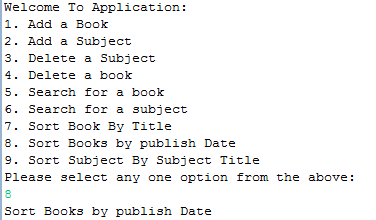 Welcome To Application:
1. Add a Book
2. Add a Subject
3. Delete a Subject
4. Delete a book
5. Search for a book
6. Search for a subject
7. Sort Book By Title
8. Sort Books by publish Date
9. Sort Subject By Subject Title
Please select any one option from the above:
8
Sort Books by publish Date